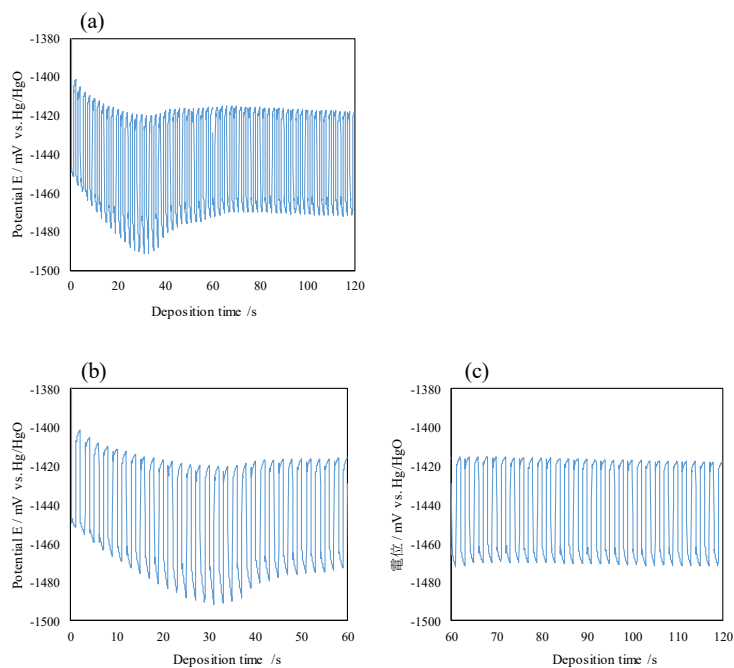 (a)
-1380
-1400
-1420
-1440
-1460
-1480
-1500
Potential E / mV vs.Hg/HgO
0 20 40 60 80 100 120
Deposition time /s
(b)
-1380
-1400
-1420
-1440
-1460
-1480
-1500
Potential E / mV vs.Hg/HgO
0 10 20 30 40 50 60
Deposition time /s
(c)
-1380
-1400
-1420
-1440
-1460
-1480
-1500
電位 / mV vs. Hg/HgO
60 70 80 90 100 110 120
Deposition time /s